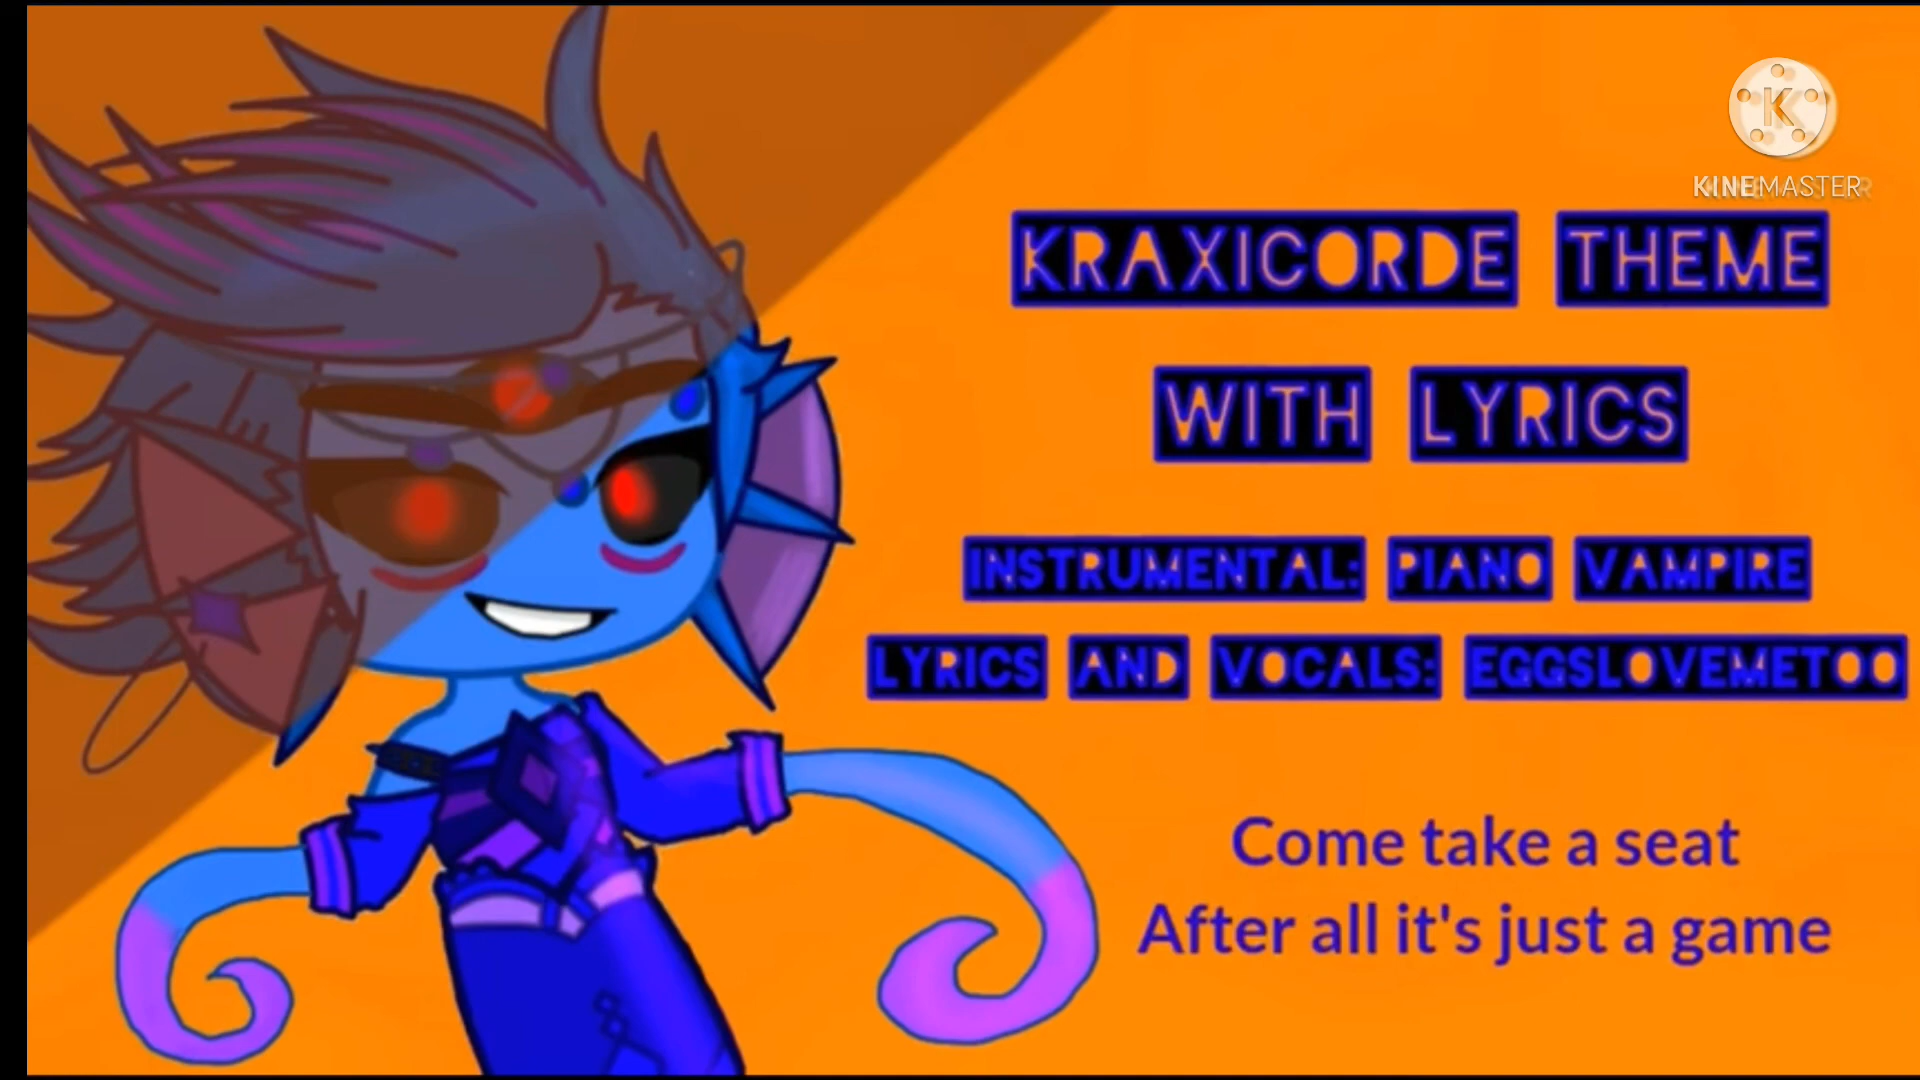 KINEMASTER
KRAXICORDE THEME
WITH LYRICS
INSTRUMENTAL: PIANO VAMPIRE
LYRICS AND VOCALS: EGGSLOVEMETOO
Come take a seat
After all it's just a game